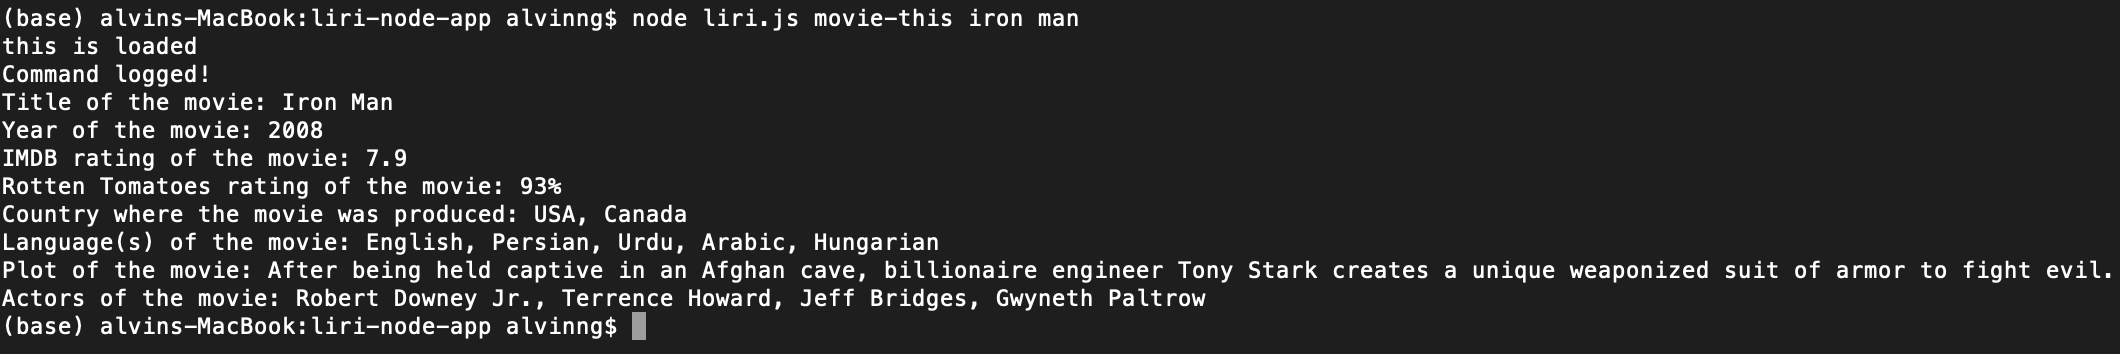 (base) alvins-MacBook:liri-node-app alvinng$ node liri.js movie-this iron man
this is loaded
Command logged!
Title of the movie: Iron Man
Year of the movie: 2008
IMDB rating of the movie: 7.9
Rotten Tomatoes rating of the movie: 93%
Country where the movie was produced: USA, Canada
Language(s) of the movie: English, Persian, Urdu, Arabic, Hungarian
Plot of the movie: After being held captive in an Afghan cave, billionaire engineer Tony Stark creates a unique weaponized suit of armor to fight evil.
Actors of the movie: Robert Downey Jr., Terrence Howard, Jeff Bridges, Gwyneth Paltrow
(base) alvins-MacBook:liri-node-app alvinng$